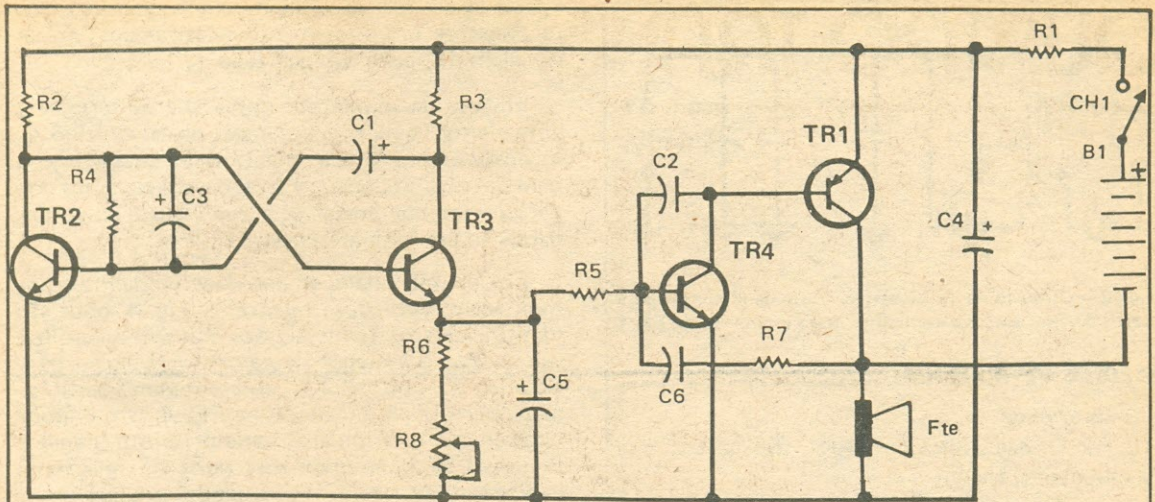 R1
R2
R3
C1
CH1
TR1
C2
B1
+
R4
+
C3
TR2
TR3
TR4
C4
+
+
R5
R6
R7
C6
C5
+
R8
Fte